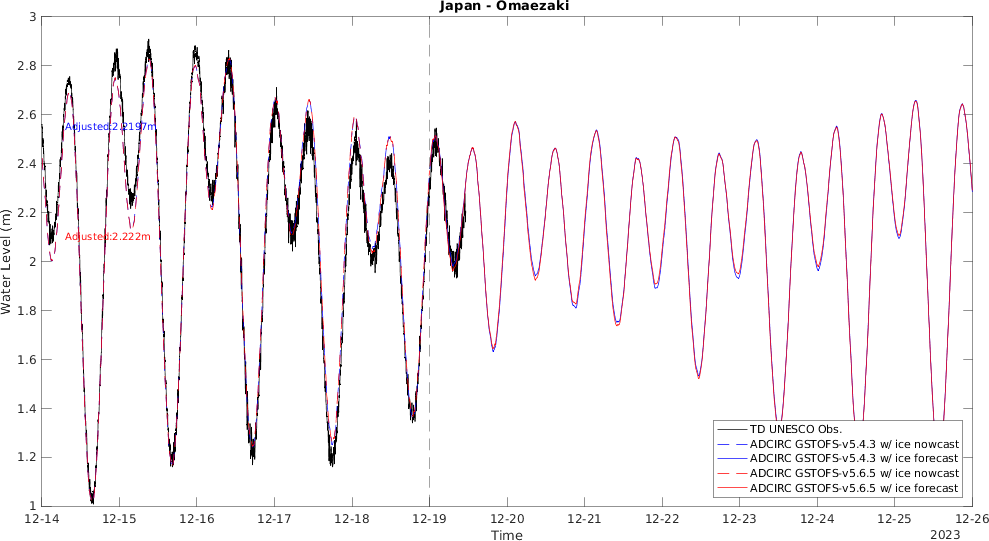 Japan - Omaezaki
3
2.8
2.6
2.4
2.2
2
1.8
1.6
1.4
1.2
1
Water Level (m)
Adjusted:2.2197m
Adjusted:2.222m
TD UNESCO Obs.
ADCIRC GSTOFS-v5.4.3 w/ ice nowcast
ADCIRC GSTOFS-v5.4.3 w/ ice forecast
ADCIRC GSTOFS-v5.6.5 w/ ice nowcast
ADCIRC GSTOFS-v5.6.5 w/ ice forecast
12-14 12-15 12-16 12-17 12-18 12-19 12-20 12-21 12-22 12-23 12-24 12-25 12-26
Time
2023